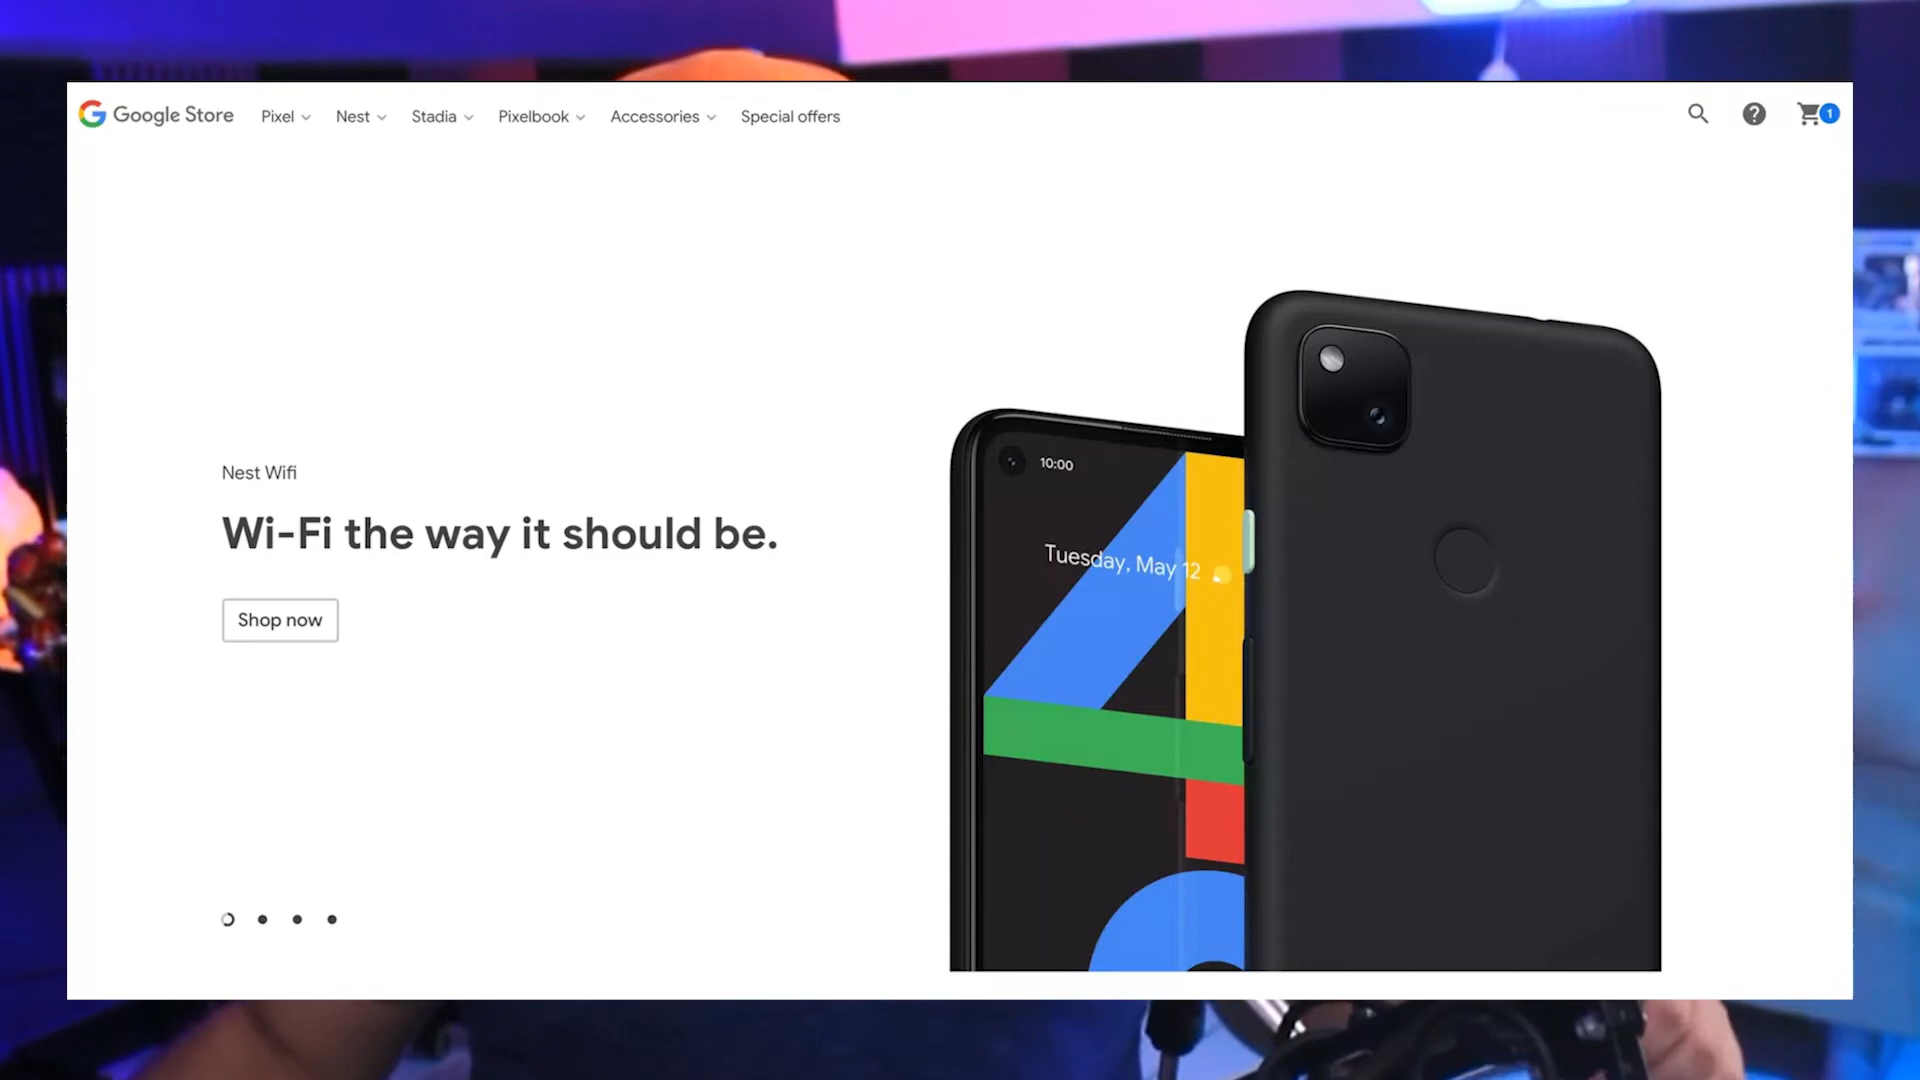 Google Store Pixel Nest Stadia Pixelbook Accessories Special offers 1
10:00
Nest Wifi
Tuesday, May 12
Wi-Fi the way it should be.
Shop now